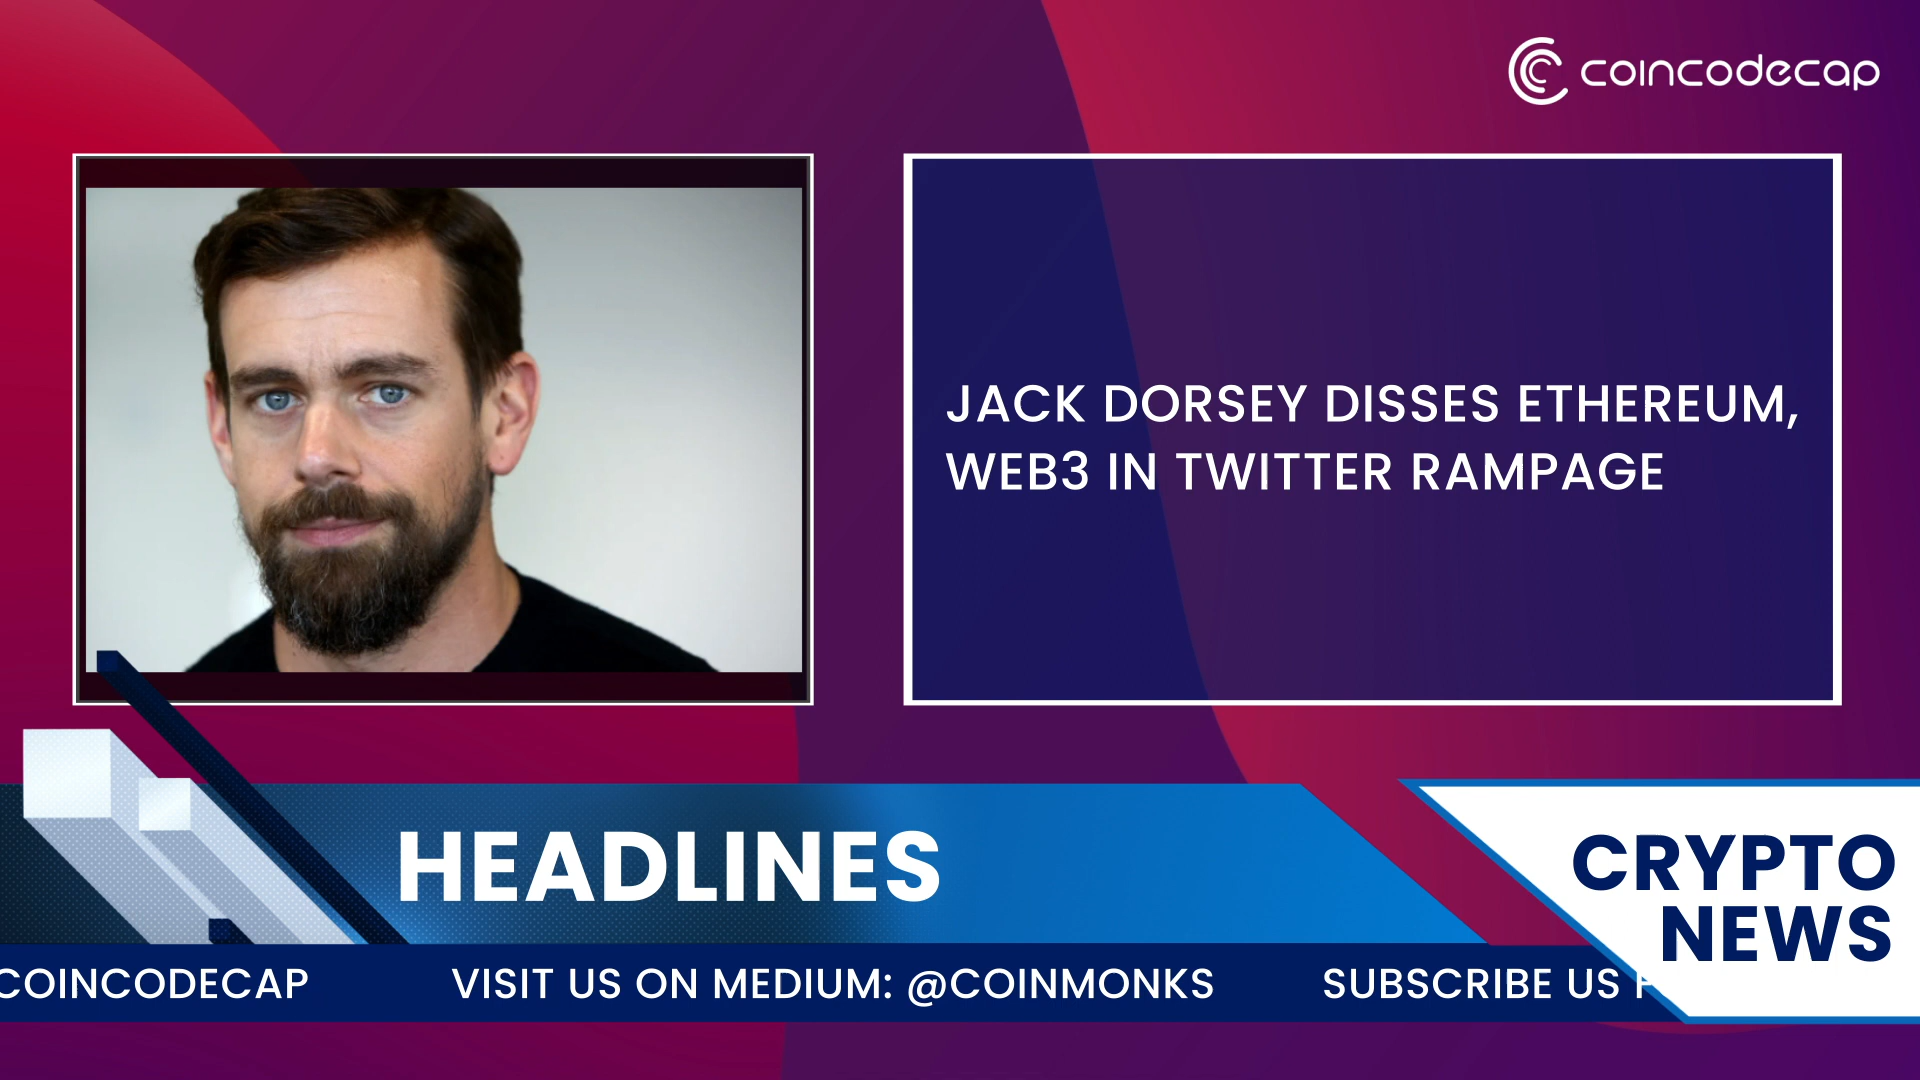 coincodecap
JACK DORSEY DISSES ETHEREUM,
WEB3 IN TWITTER RAMPAGE
HEADLINES
CRYPTO
NEWS
COINCODECAP VISIT US ON MEDIUM: @COINMONKS SUBSCRIBE US